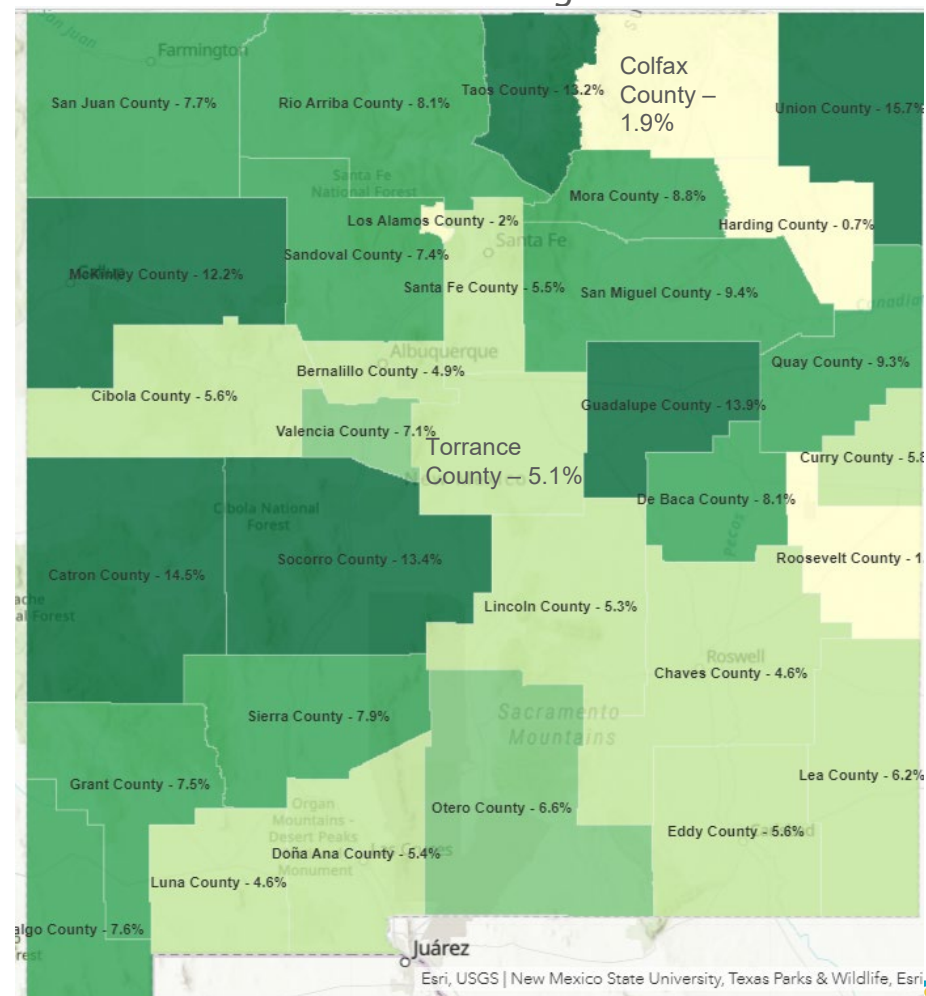 San Juan
Farmington
San Juan County - 7.7%
Rio Arriba County - 8.1%
Taos County - 13.2%
Colfax
County –
1.9%
Union County - 15.7%
Santa Fe
National Forest
Mora County - 8.8%
Los Alamos County - 2%
Harding County - 0.7%
Santa Fe
Sandoval County - 7.4%
McKinley County - 12.2%
Santa Fe County - 5.5%
San Miguel County - 9.4%
Canadia
Albuquerque
Bernalillo County - 4.9%
Quay County - 9.3%
Cibola County - 5.6%
Guadalupe County - 13.9%
Valencia County - 7.1%
Torrance
County – 5.1%
Curry County - 5.8
De Baca County - 8.1%
Pecos
Cibola National
Forest
Socorro County - 13.4%
Roosevelt County - 1
Catron County - 14.5%
ache
al Forest
Lincoln County - 5.3%
Roswell
Chaves County - 4.6%
Sierra County - 7.9%
Sacramento
Mountains
Grant County - 7.5%
Lea County - 6.2%
Organ
Mountains -
Desert Peaks
Monument
Otero County - 6.6%
Eddy County - 5.6%
Doña Ana County - 5.4%
Luna County - 4.6%
algo County - 7.6%
rest
Juárez
Esri, USGS | New Mexico State University, Texas Parks & Wildlife, Esri